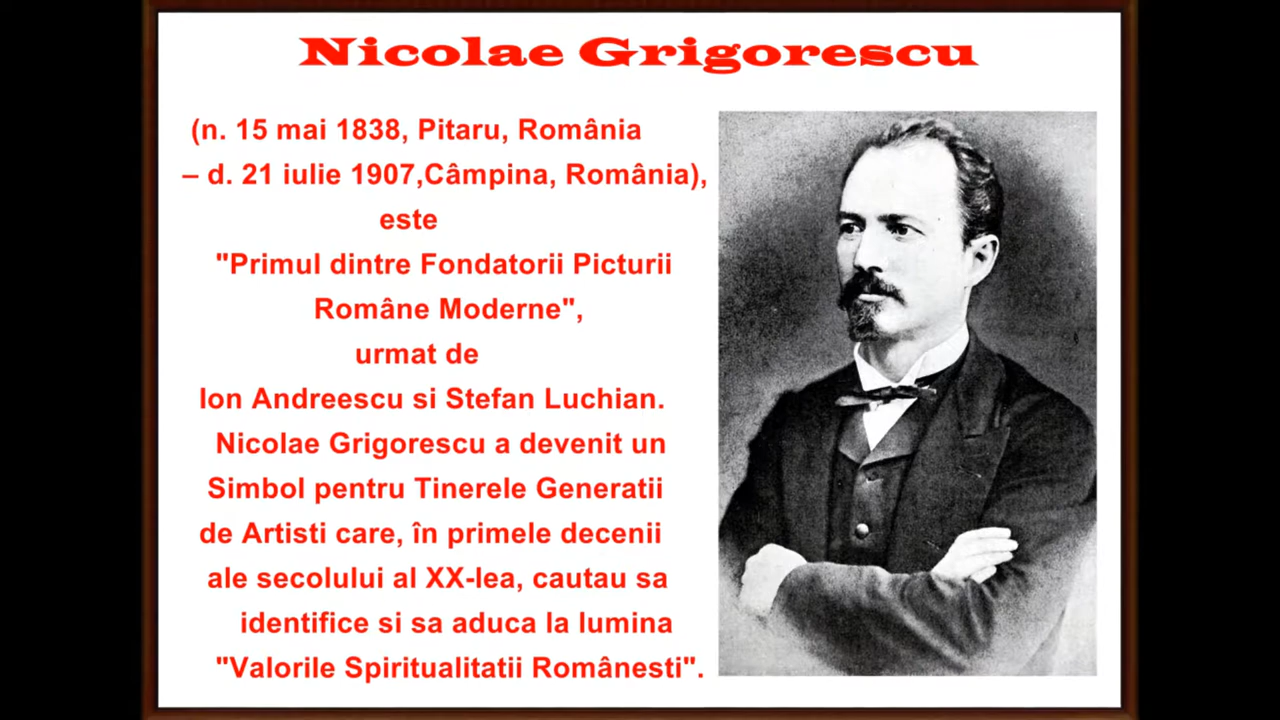 Nicolae Grigorescu
(n. 15 mai 1838, Pitaru, România
– d. 21 iulie 1907,Câmpina, România),
este
"Primul dintre Fondatorii Picturii
Române Moderne",
urmat de
Ion Andreescu si Stefan Luchian.
Nicolae Grigorescu a devenit un
Simbol pentru Tinerele Generatii
de Artisti care, în primele decenii
ale secolului al XX-lea, cautau sa
identifice si sa aduca la lumina
"Valorile Spiritualitatii Românesti".